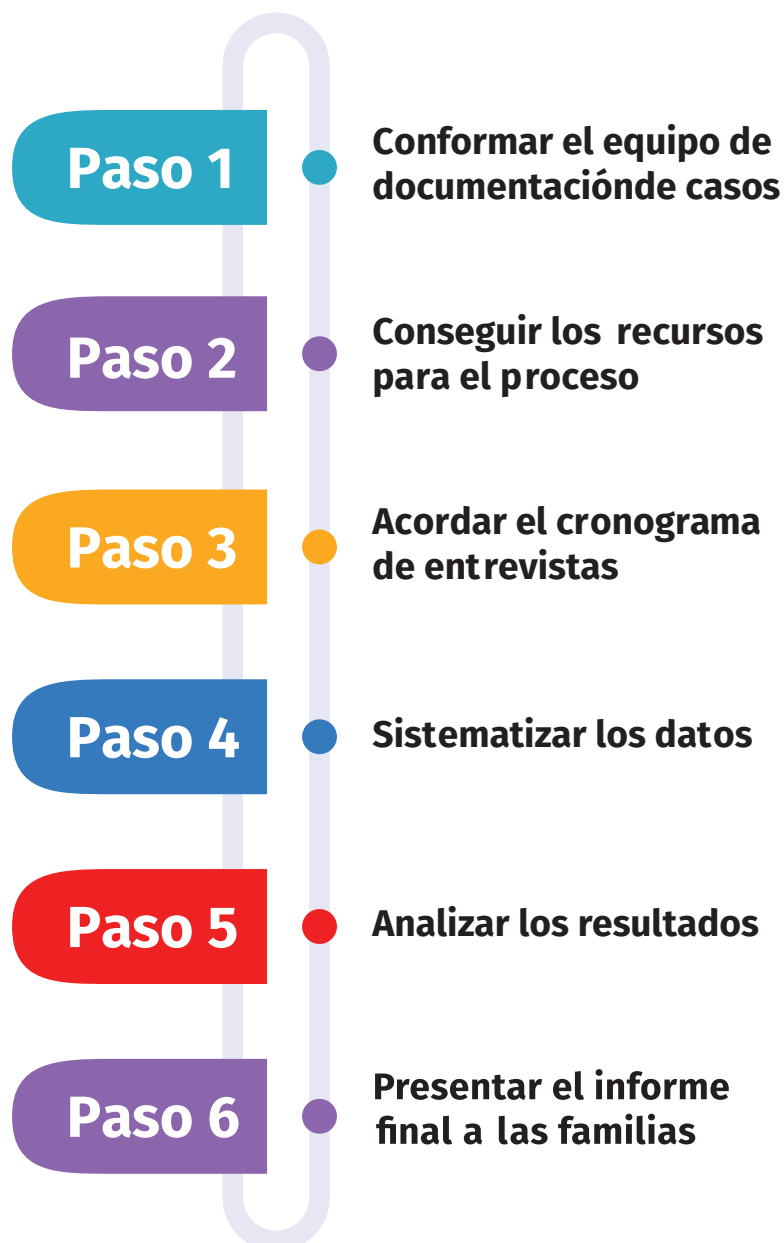 Paso 1
Conformar el equipo de
documentaciónde casos
Paso 2
Conseguir los recursos
para el proceso
Paso 3
Acordar el cronograma
de entrevistas
Paso 4
Sistematizar los datos
Paso 5
Analizar los resultados
Paso 6
Presentar el informe
final a las familias